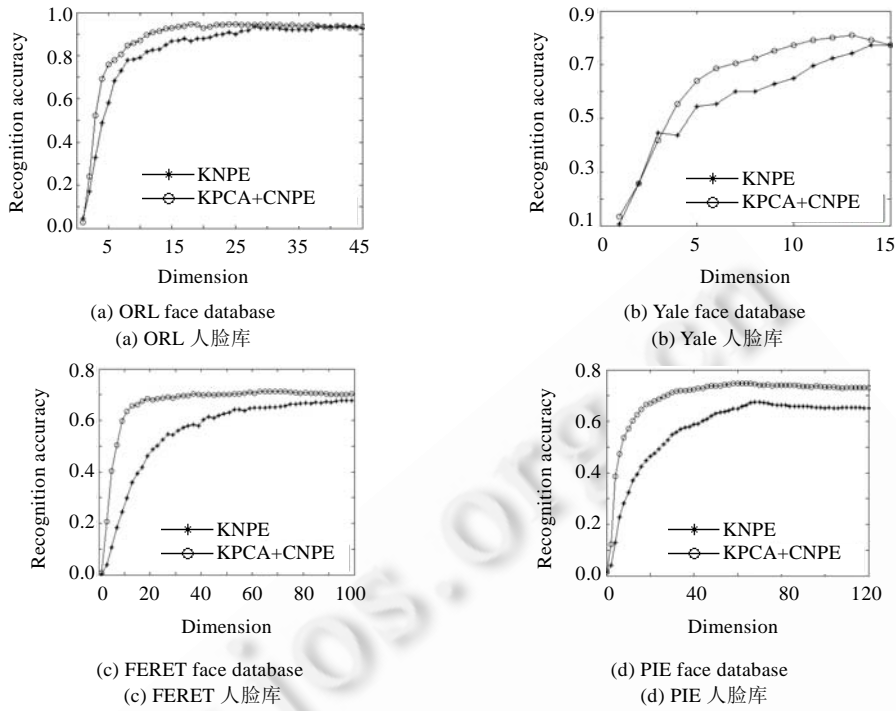 1.0
0.8
0.6
0.4
0.2
0.0
Recognition accuracy
KNPE
KPCA+CNPE
5 15 25 35 45
Dimension
(a) ORL face database
(a) ORL 人脸库
0.9
0.7
0.5
0.3
0.1
Recognition accuracy
KNPE
KPCA+CNPE
0 5 10 15
Dimension
(b) Yale face database
(b) Yale 人脸库
0.8
0.6
0.4
0.2
0.0
Recognition accuracy
KNPE
KPCA+CNPE
0 20 40 60 80 100
Dimension
(c) FERET face database
(c) FERET 人脸库
0.8
0.6
0.4
0.2
0.0
Recognition accuracy
KNPE
KPCA+CNPE
0 20 40 60 80 100 120
Dimension
(d) PIE face database
(d) PIE 人脸库